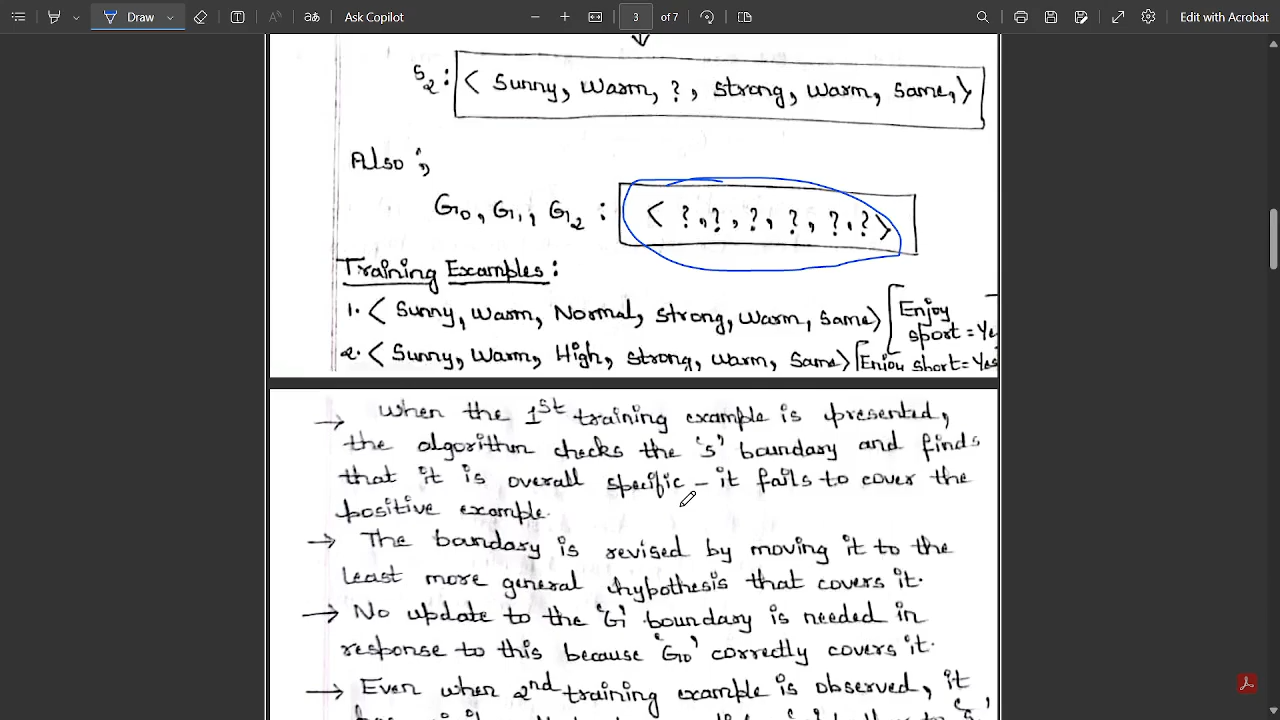 Draw
Ask Copilot
3 of 7
Edit with Acrobat
S2 : < Sunny, Warm, ?, strong, Warm, Same, >
Also ,
G0, G1, G2 : < ?, ?, ?, ?, ?, ? >
Training Examples :
1. < Sunny, Warm, Normal, strong, Warm, Same > [Enjoy
sport = Ye
2. < Sunny, Warm, High, strong, Warm, Same > [Enjoy sport = Yes
→ When the 1st training example is presented,
the algorithm checks the 's' boundary and finds
that it is overall specific - it fails to cover the
positive example.
→ The bandary is revised by moving it to the
least more general hypothesis that covers it.
→ No update to the 'G' boundary is needed in
response to this because 'G0' correctly covers it.
→ Even when 2nd training example is observed, it